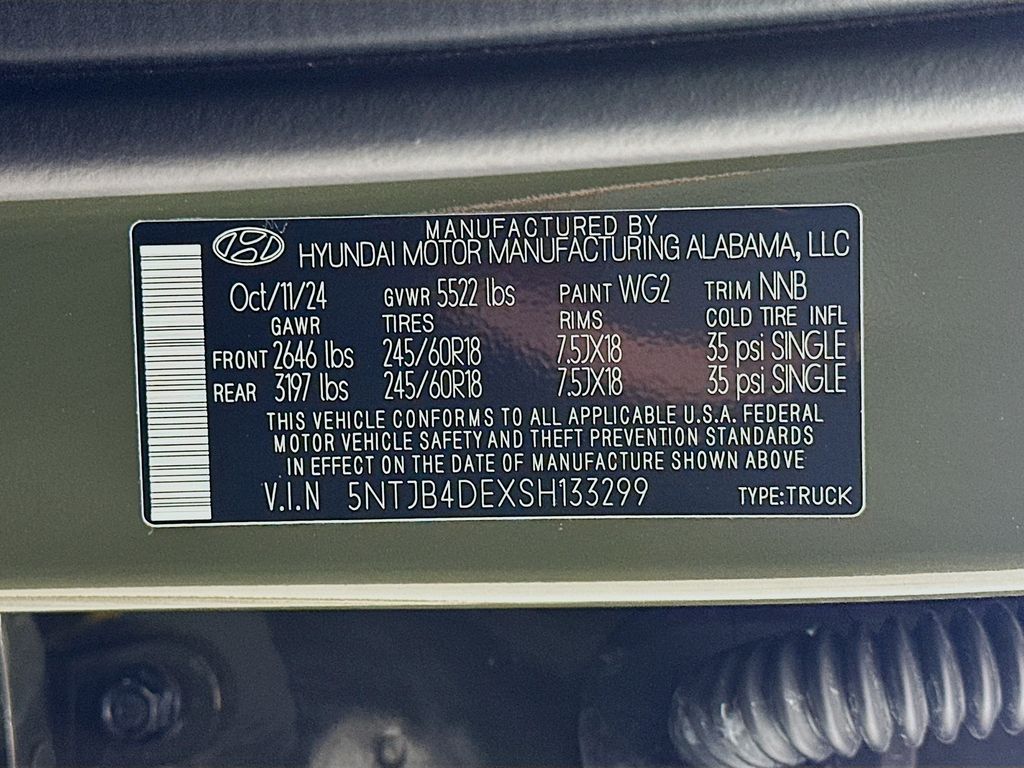 MANUFACTURED BY
HYUNDAI MOTOR MANUFACTURING ALABAMA, LLC
Oct/11/24 GVWR 5522 lbs PAINT WG2 TRIM NNB
GAWR TIRES RIMS COLD TIRE INFL
FRONT 2646 lbs 245/60R18 7.5JX18 35 psi SINGLE
REAR 3197 lbs 245/60R18 7.5JX18 35 psi SINGLE
THIS VEHICLE CONFORMS TO ALL APPLICABLE U.S.A. FEDERAL
MOTOR VEHICLE SAFETY AND THEFT PREVENTION STANDARDS
IN EFFECT ON THE DATE OF MANUFACTURE SHOWN ABOVE
V.I.N 5NTJB4DEXSH133299 TYPE:TRUCK